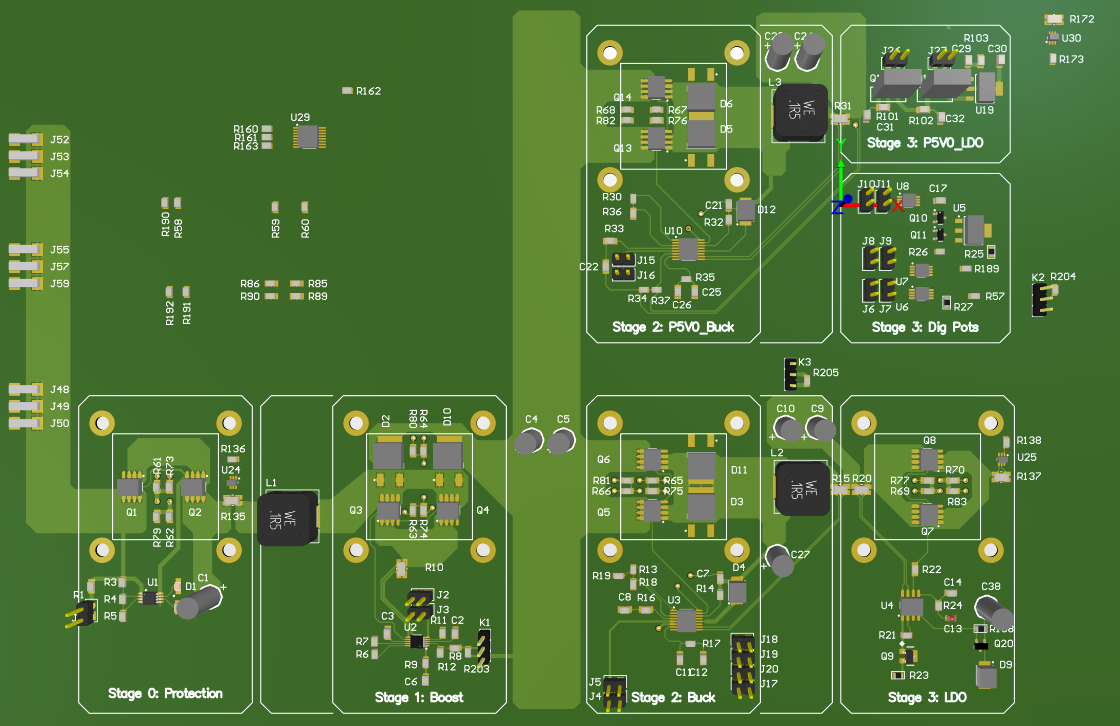 R172
U30
R173
R162
U29
R160
R161
R163
J52
J53
J54
R190
R58
R59
R60
J55
J57
J59
R86
R85
R90
R89
R192
R191
J48
J49
J50
Q14
R68
R67
R82
R76
Q13
D6
D5
L3
WE
.1R5
R31
R103
C29
C30
U19
R101
C31
R102
C32
Stage 3: P5V0_LDO
R30
R36
R33
C21
R32
D12
U10
C22
J15
J16
R35
R34
R37
C26
C25
Stage 2: P5V0_Buck
Y
X
Z
J10
J11
U8
C17
Q10
Q11
U5
R25
J8
J9
R26
R189
U7
U6
J6
J7
R27
R57
Stage 3: Dig Pots
K2
R204
K3
R205
R136
U24
R61
R73
Q1
Q2
R135
R79
R62
R1
R3
R4
R5
U1
D1
C1
Stage 0: Protection
L1
WE
.1R5
D2
R80
R64
D10
Q3
R63
R74
Q4
R10
J2
J3
C3
U2
R11
C2
K1
R7
R6
R9
R12
R8
C6
Stage 1: Boost
C4
C5
Q6
R81
R65
R66
R75
Q5
D11
D3
C10
C9
L2
WE
.1R5
R15
R20
C27
R19
R13
R18
C7
R14
D4
C8
R16
U3
R17
C12
J18
J19
J20
J17
J5
J4
Stage 2: Buck
Q8
R77
R70
R69
R83
Q7
R138
U25
R137
R22
C14
U4
R24
C13
C38
R21
Q20
Q9
R23
D9
Stage 3: LDO